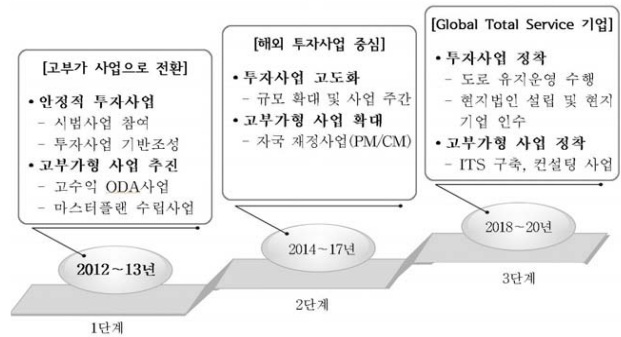 [고부가 사업으로 전환]
• 안정적 투자사업
– 시범사업 참여
– 투자사업 기반조성
• 고부가형 사업 추진
– 고수익 ODA사업
– 마스터플랜 수립사업
2012~13년
1단계
[해외 투자사업 중심]
• 투자사업 고도화
– 규모 확대 및 사업 주간
• 고부가형 사업 확대
– 자국 재정사업(PM/CM)
2014~17년
2단계
[Global Total Service 기업]
• 투자사업 정착
– 도로 유지운영 수행
– 현지법인 설립 및 현지
기업 인수
• 고부가형 사업 정착
– ITS 구축, 컨설팅 사업
2018~20년
3단계